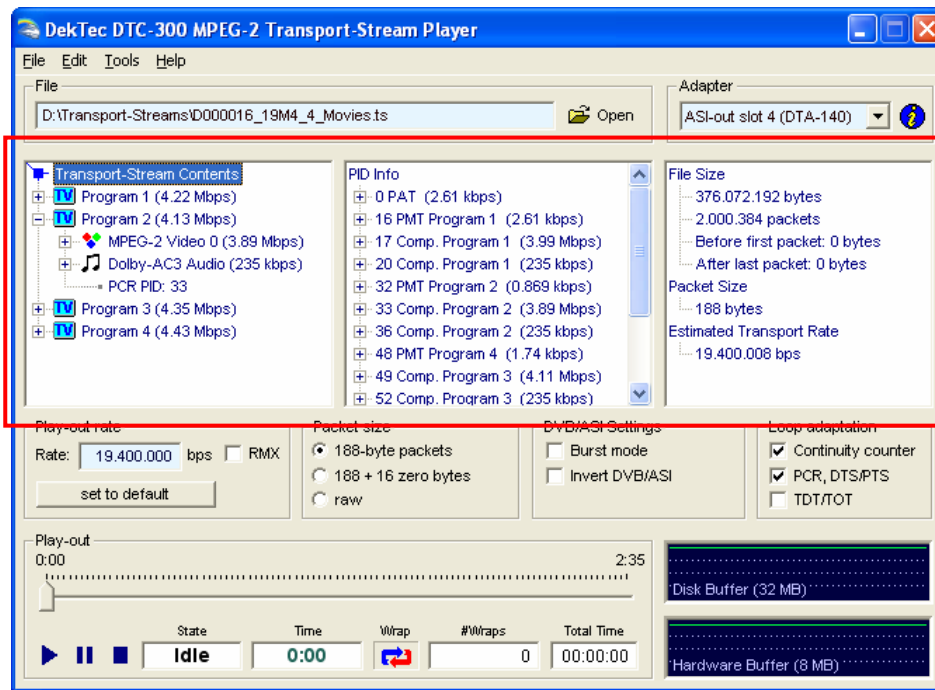 DekTec DTC-300 MPEG-2 Transport-Stream Player
File Edit Tools Help
File
D:\Transport-Streams\D000016_19M4_4_Movies.ts
Open
Adapter
ASI-out slot 4 (DTA-140)
Transport-Stream Contents
TV Program 1 (4.22 Mbps)
TV Program 2 (4.13 Mbps)
MPEG-2 Video 0 (3.89 Mbps)
Dolby-AC3 Audio (235 kbps)
PCR PID: 33
TV Program 3 (4.35 Mbps)
TV Program 4 (4.43 Mbps)
PID Info
0 PAT (2.61 kbps)
16 PMT Program 1 (2.61 kbps)
17 Comp. Program 1 (3.99 Mbps)
20 Comp. Program 1 (235 kbps)
32 PMT Program 2 (0.869 kbps)
33 Comp. Program 2 (3.89 Mbps)
36 Comp. Program 2 (235 kbps)
48 PMT Program 4 (1.74 kbps)
49 Comp. Program 3 (4.11 Mbps)
52 Comp. Program 3 (235 kbps)
File Size
376.072.192 bytes
2.000.384 packets
Before first packet: 0 bytes
After last packet: 0 bytes
Packet Size
188 bytes
Estimated Transport Rate
19.400.008 bps
Play-out rate
Rate: 19.400.000 bps RMX
set to default
Packet size
188-byte packets
188 + 16 zero bytes
raw
DVB/ASI Settings
Burst mode
Invert DVB/ASI
Loop adaptation
Continuity counter
PCR, DTS/PTS
TDT/TOT
Play-out
0:00 2:35
State Time Wrap #Wraps Total Time
Idle 0:00 0 00:00:00
Disk Buffer (32 MB)
Hardware Buffer (8 MB)